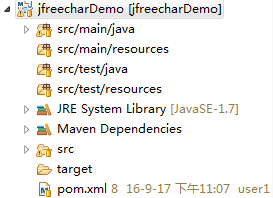 jfreecharDemo [jfreecharDemo]
src/main/java
src/main/resources
src/test/java
src/test/resources
JRE System Library [JavaSE-1.7]
Maven Dependencies
src
target
pom.xml 8 16-9-17 下午11:07 user1